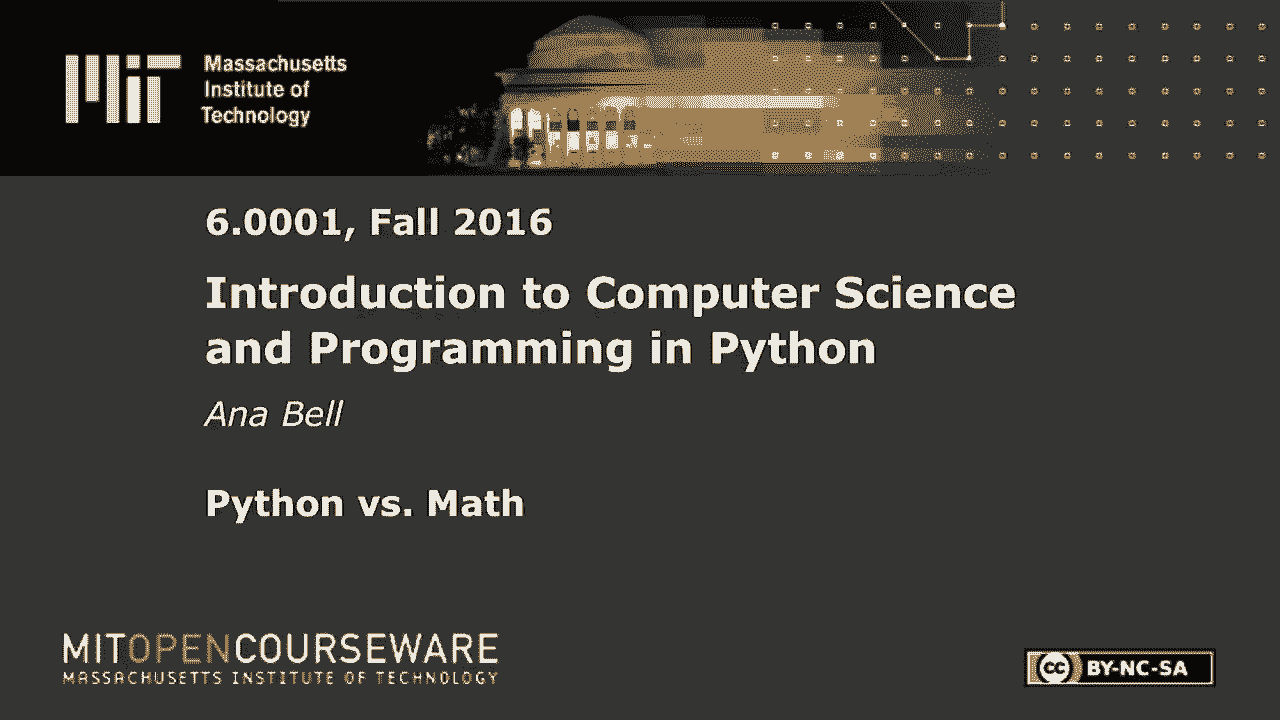 Massachusetts
Institute of
Technology
6.0001, Fall 2016
Introduction to Computer Science
and Programming in Python
Ana Bell
Python vs. Math
MITOPENCOURSEWARE
MASSACHUSETTS INSTITUTE OF TECHNOLOGY
cc BY-NC-SA